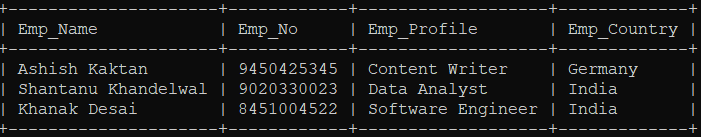 +---------------------+------------+-------------------+-------------+
| Emp_Name            | Emp_No     | Emp_Profile       | Emp_Country |
+---------------------+------------+-------------------+-------------+
| Ashish Kaktan       | 9450425345 | Content Writer    | Germany     |
| Shantanu Khandelwal | 9020330023 | Data Analyst      | India       |
| Khanak Desai        | 8451004522 | Software Engineer | India       |
+---------------------+------------+-------------------+-------------+